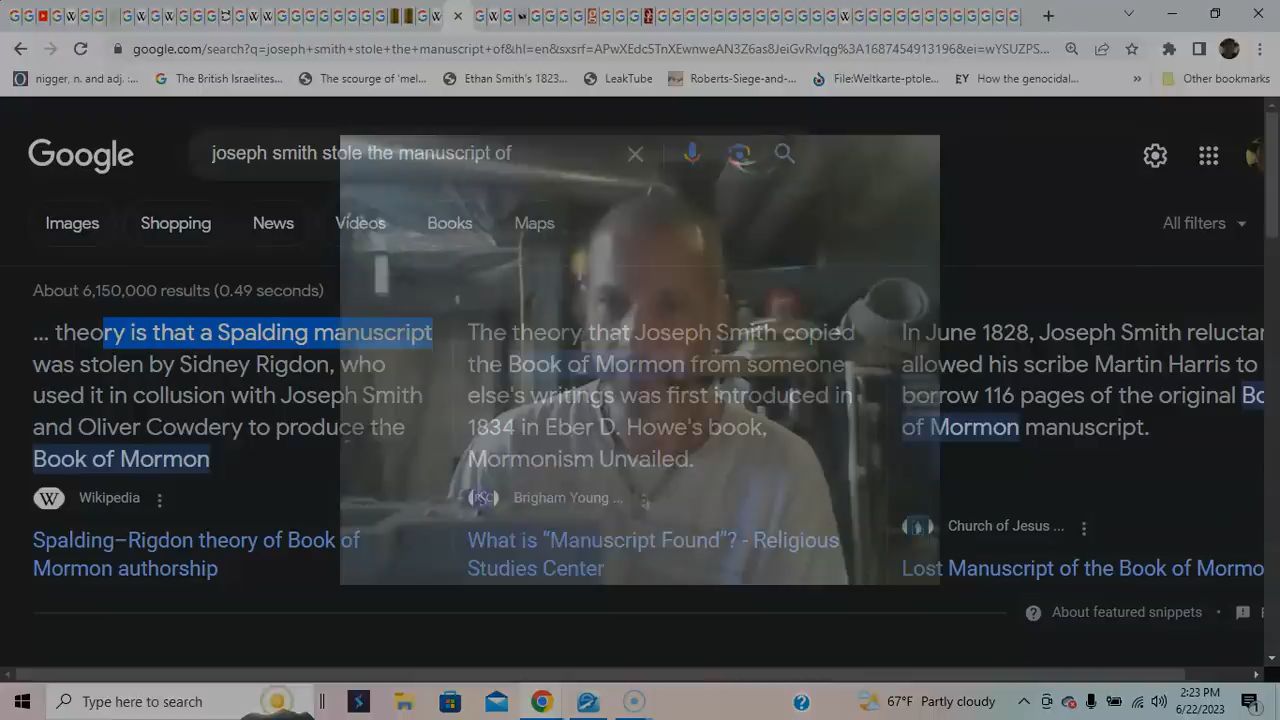 google.com/search?q=joseph+smith+stole+the+manuscript+of&hl=en&sxsrf=APwXEdc5TnXEwnweAN3Z6as8JeiGvRvlqg%3A1687454913196&ei=wYSUZPS...
nigger, n. and adj. :...
The British Israelites...
The scourge of 'mel...
Ethan Smith's 1823...
LeakTube
Roberts-Siege-and-...
File:Weltkarte-ptole...
EY How the genocidal...
» Other bookmarks
Google
joseph smith stole the manuscript of
Images Shopping News Videos Books Maps
All filters
About 6,150,000 results (0.49 seconds)
... theory is that a Spalding manuscript
was stolen by Sidney Rigdon, who
used it in collusion with Joseph Smith
and Oliver Cowdery to produce the
Book of Mormon
W Wikipedia
Spalding–Rigdon theory of Book of
Mormon authorship
The theory that Joseph Smith copied
the Book of Mormon from someone
else's writings was first introduced in
1834 in Eber D. Howe's book,
Mormonism Unvailed.
RSC Brigham Young ...
What is “Manuscript Found”? - Religious
Studies Center
In June 1828, Joseph Smith reluctan
allowed his scribe Martin Harris to
borrow 116 pages of the original Bo
of Mormon manuscript.
Church of Jesus ...
Lost Manuscript of the Book of Mormo
About featured snippets
Type here to search
67°F Partly cloudy
2:23 PM
6/22/2023